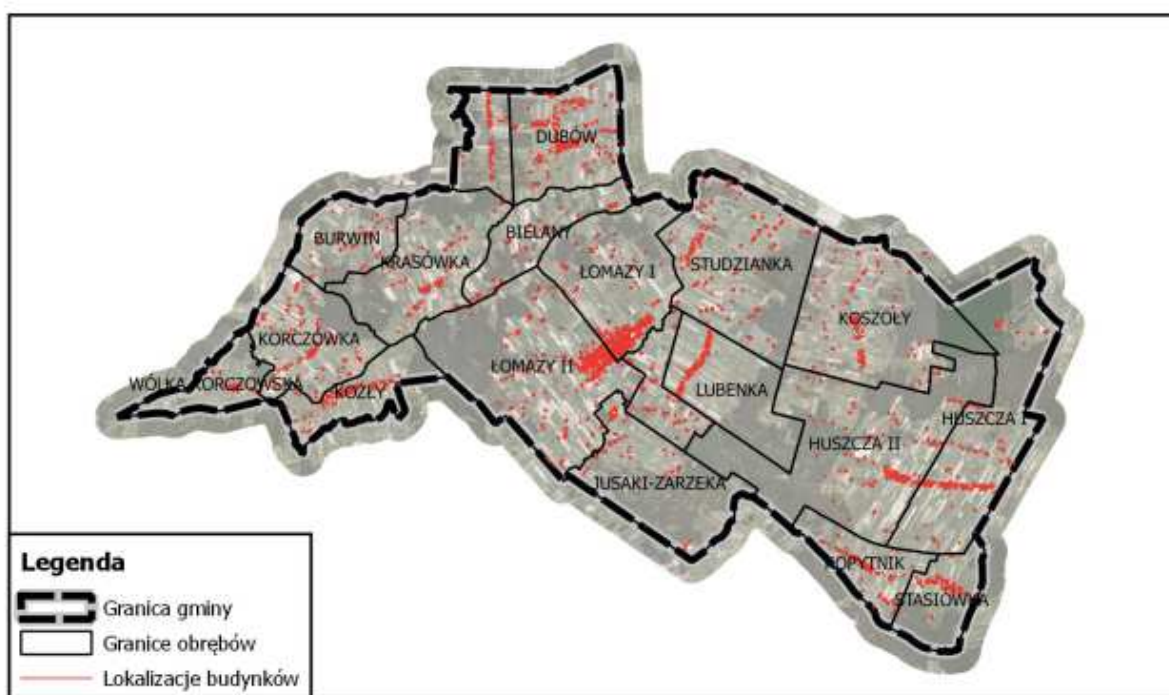 DUBÓW
BURWIN
BIELANY
KRASÓWKA
ŁOMAZY I
STUDZIANKA
KOSZOŁY
KORCZÓWKA
ŁOMAZY II
WÓLKA KORCZOWSKA
KOZŁY
LUBENKA
HUSZCZA I
HUSZCZA II
JUSAKI-ZARZEKA
KOPYTNIK
STASIÓWKA
Legenda
Granica gminy
Granice obrębów
Lokalizacje budynków